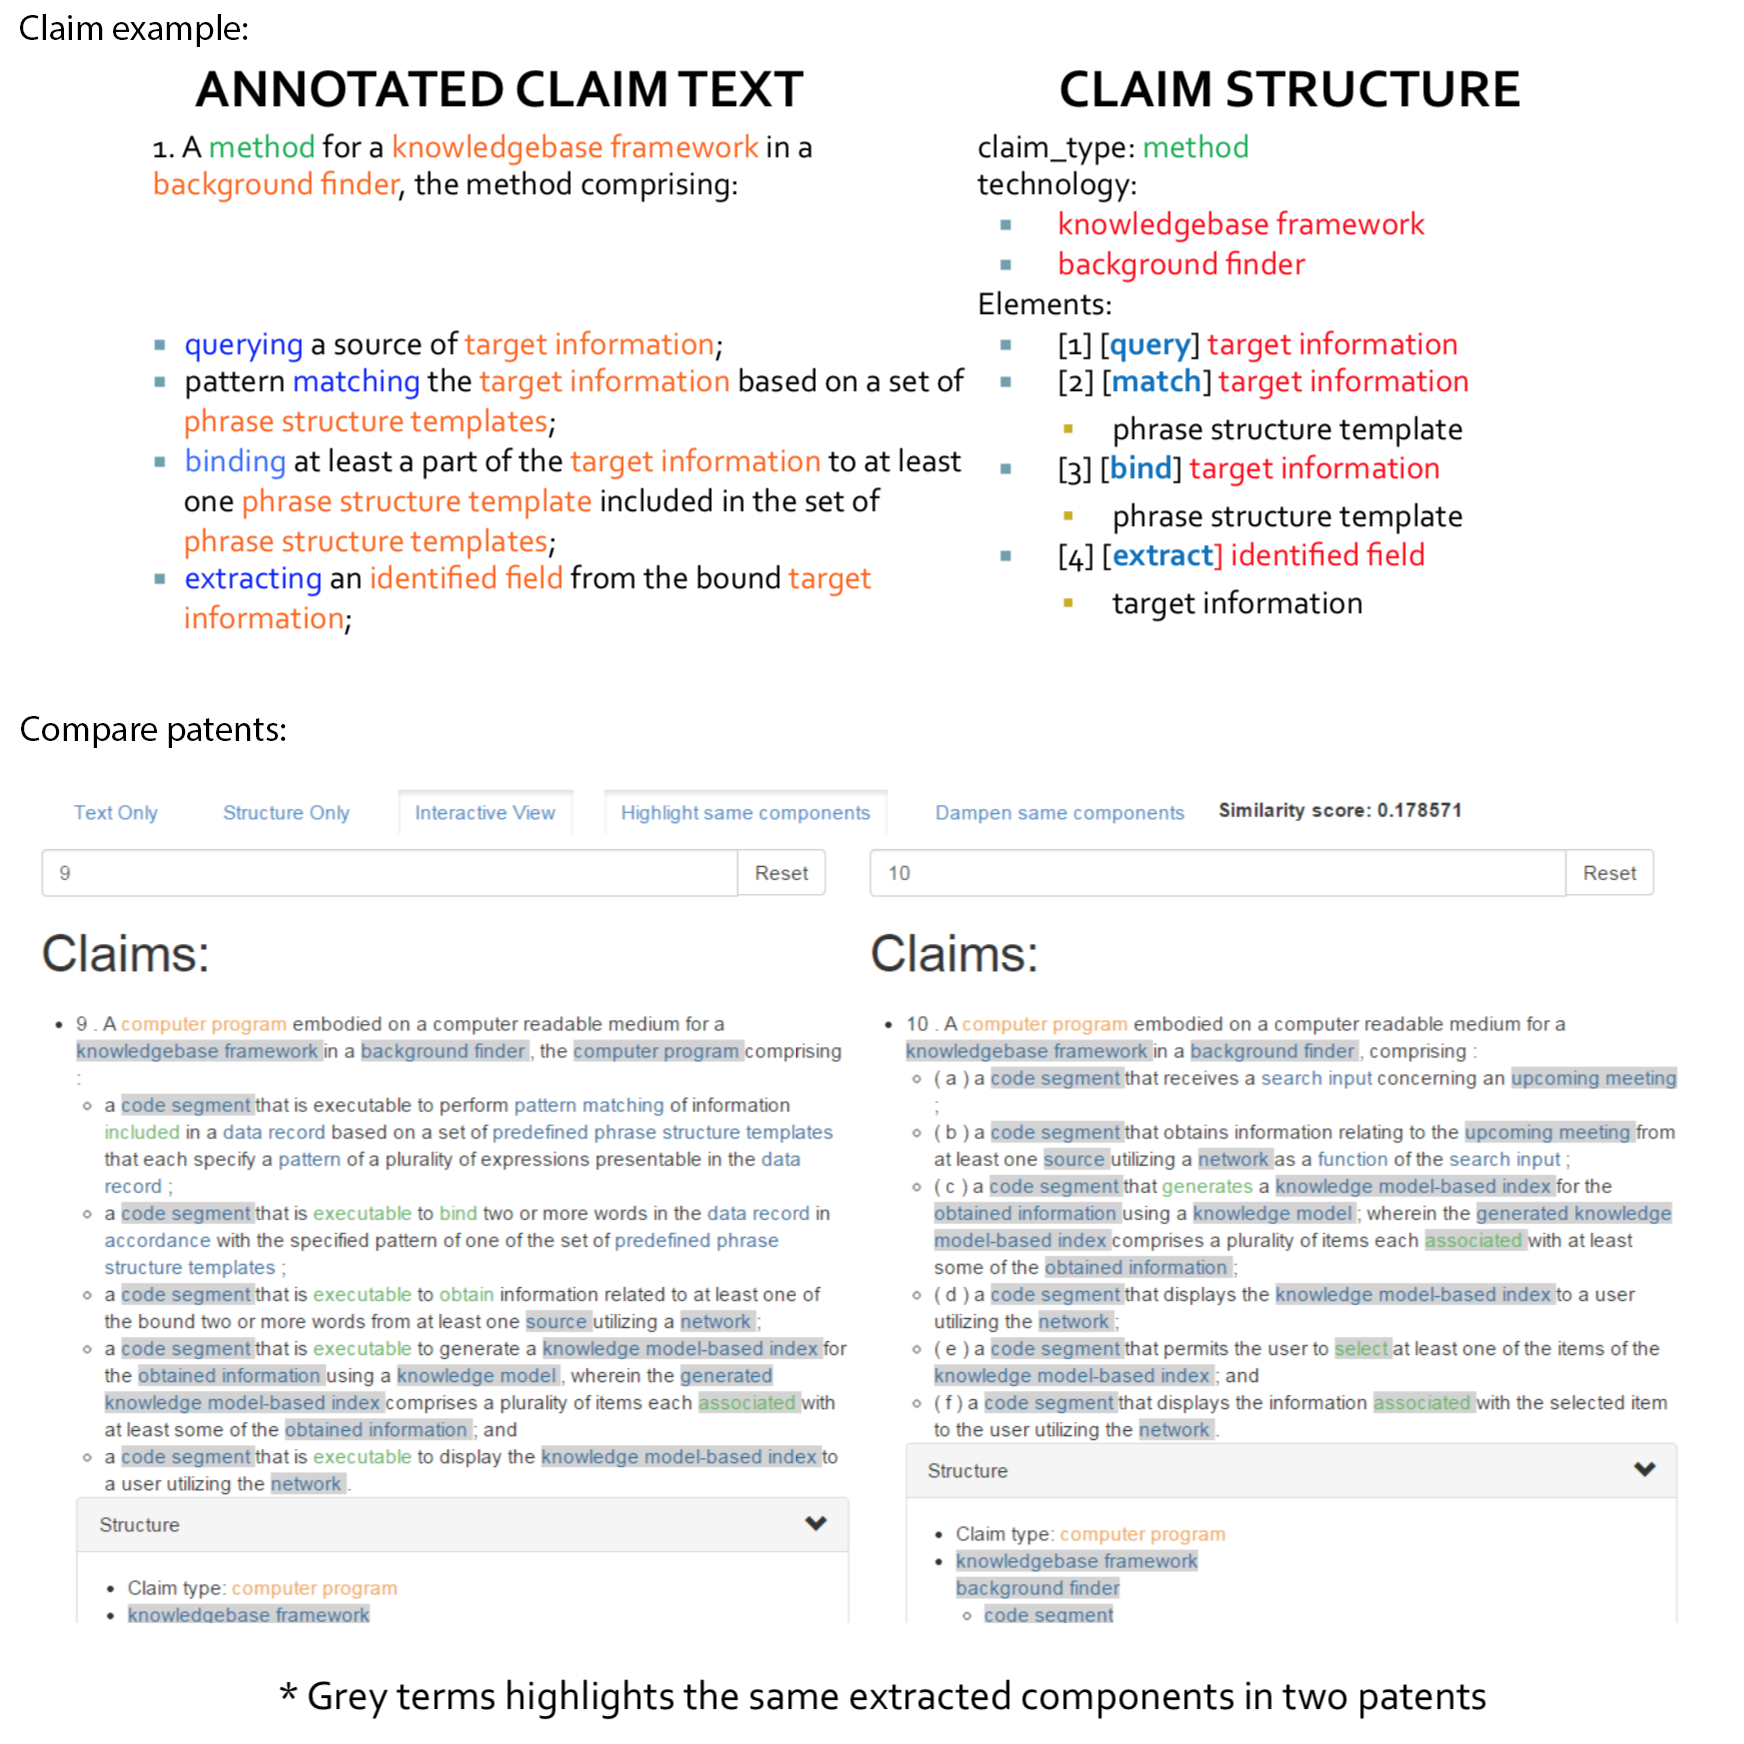 Claim example:
ANNOTATED CLAIM TEXT
1. A method for a knowledgebase framework in a
background finder, the method comprising:
querying a source of target information;
pattern matching the target information based on a set of
phrase structure templates;
binding at least a part of the target information to at least
one phrase structure template included in the set of
phrase structure templates;
extracting an identified field from the bound target
information;
CLAIM STRUCTURE
claim_type: method
technology:
knowledgebase framework
background finder
Elements:
[1] [query] target information
[2] [match] target information
phrase structure template
[3] [bind] target information
phrase structure template
[4] [extract] identified field
target information
Compare patents:
Text Only Structure Only Interactive View Highlight same components Dampen same components Similarity score: 0.178571
9 Reset
10 Reset
Claims:
9 . A computer program embodied on a computer readable medium for a
knowledgebase framework in a background finder , the computer program comprising
:
a code segment that is executable to perform pattern matching of information
included in a data record based on a set of predefined phrase structure templates
that each specify a pattern of a plurality of expressions presentable in the data
record ;
a code segment that is executable to bind two or more words in the data record in
accordance with the specified pattern of one of the set of predefined phrase
structure templates ;
a code segment that is executable to obtain information related to at least one of
the bound two or more words from at least one source utilizing a network ;
a code segment that is executable to generate a knowledge model-based index for
the obtained information using a knowledge model , wherein the generated
knowledge model-based index comprises a plurality of items each associated with
at least some of the obtained information ; and
a code segment that is executable to display the knowledge model-based index to
a user utilizing the network .
Structure
Claim type: computer program
knowledgebase framework
Claims:
10 . A computer program embodied on a computer readable medium for a
knowledgebase framework in a background finder , comprising :
( a ) a code segment that receives a search input concerning an upcoming meeting
;
( b ) a code segment that obtains information relating to the upcoming meeting from
at least one source utilizing a network as a function of the search input ;
( c ) a code segment that generates a knowledge model-based index for the
obtained information using a knowledge model ; wherein the generated knowledge
model-based index comprises a plurality of items each associated with at least
some of the obtained information ;
( d ) a code segment that displays the knowledge model-based index to a user
utilizing the network ;
( e ) a code segment that permits the user to select at least one of the items of the
knowledge model-based index ; and
( f ) a code segment that displays the information associated with the selected item
to the user utilizing the network .
Structure
Claim type: computer program
knowledgebase framework
background finder
code segment
* Grey terms highlights the same extracted components in two patents